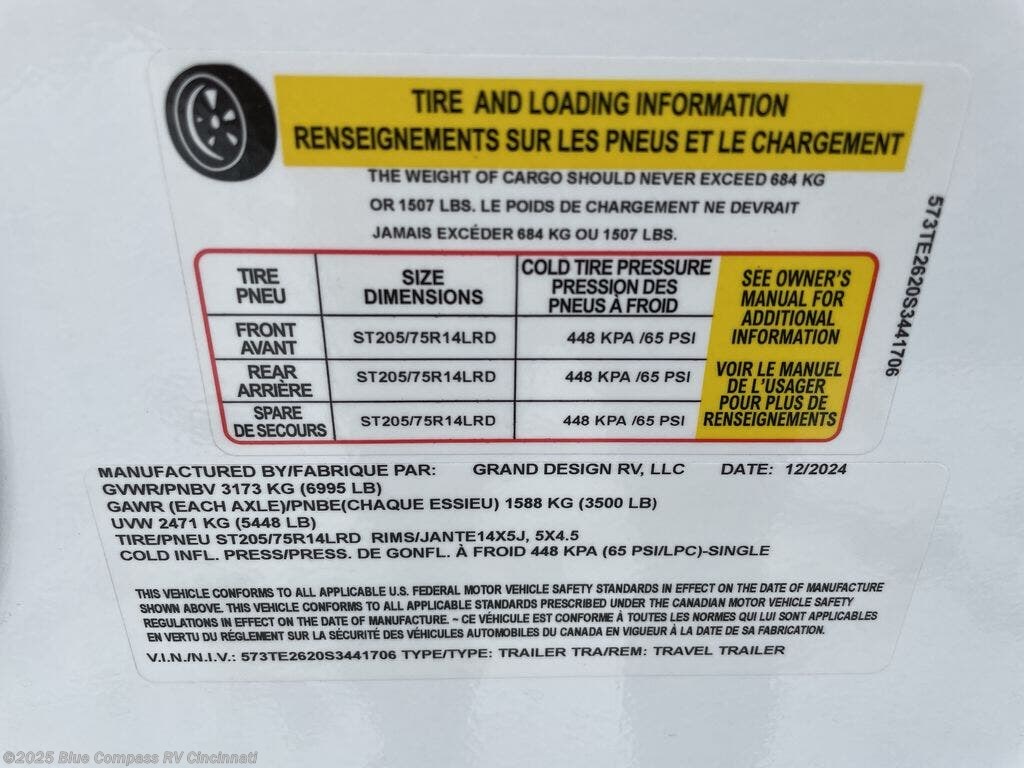 TIRE AND LOADING INFORMATION
RENSEIGNEMENTS SUR LES PNEUS ET LE CHARGEMENT
THE WEIGHT OF CARGO SHOULD NEVER EXCEED 684 KG
OR 1507 LBS. LE POIDS DE CHARGEMENT NE DEVRAIT
JAMAIS EXCÉDER 684 KG OU 1507 LBS.
TIRE
PNEU
SIZE
DIMENSIONS
COLD TIRE PRESSURE
PRESSION DES
PNEUS À FROID
SEE OWNER'S
MANUAL FOR
ADDITIONAL
INFORMATION
FRONT
AVANT
ST205/75R14LRD
448 KPA /65 PSI
REAR
ARRIÈRE
ST205/75R14LRD
448 KPA /65 PSI
VOIR LE MANUEL
DE L'USAGER
POUR PLUS DE
RENSEIGNEMENTS
SPARE
DE SECOURS
ST205/75R14LRD
448 KPA /65 PSI
573TE2620S3441706
MANUFACTURED BY/FABRIQUE PAR: GRAND DESIGN RV, LLC DATE: 12/2024
GVWR/PNBV 3173 KG (6995 LB)
GAWR (EACH AXLE)/PNBE(CHAQUE ESSIEU) 1588 KG (3500 LB)
UVW 2471 KG (5448 LB)
TIRE/PNEU ST205/75R14LRD RIMS/JANTE14X5J, 5X4.5
COLD INFL. PRESS/PRESS. DE GONFL. À FROID 448 KPA (65 PSI/LPC)-SINGLE
THIS VEHICLE CONFORMS TO ALL APPLICABLE U.S. FEDERAL MOTOR VEHICLE SAFETY STANDARDS IN EFFECT ON THE DATE OF MANUFACTURE
SHOWN ABOVE. THIS VEHICLE CONFORMS TO ALL APPLICABLE STANDARDS PRESCRIBED UNDER THE CANADIAN MOTOR VEHICLE SAFETY
REGULATIONS IN EFFECT ON THE DATE OF MANUFACTURE. ~ CE VÉHICULE EST CONFORME À TOUTES LES NORMES QUI LUI SONT APPLICABLES
EN VERTU DU RÉGLEMENT SUR LA SÉCURITÉ DES VÉHICULES AUTOMOBILES DU CANADA EN VIGUEUR À LA DATE DE SA FABRICATION.
V.I.N./N.I.V.: 573TE2620S3441706 TYPE/TYPE: TRAILER TRA/REM: TRAVEL TRAILER
©2025 Blue Compass RV Cincinnati